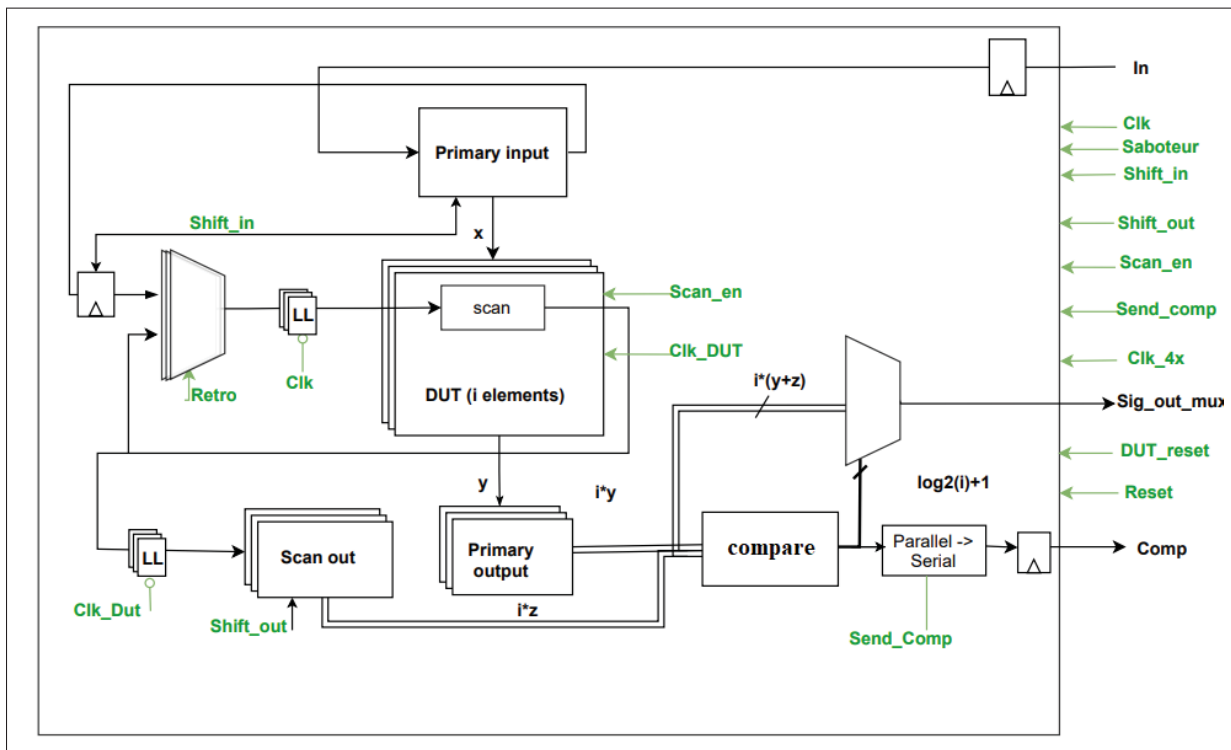 In
Clk
Saboteur
Primary input
Shift_in
Shift_in
x
Shift_out
Scan_en
Scan_en
scan
LL
Send_comp
Clk_DUT
Clk_4x
Retro
Clk
DUT (i elements)
i*(y+z)
Sig_out_mux
DUT_reset
y
i*y
log2(i)+1
Reset
LL
Scan out
Primary
output
compare
Parallel ->
Serial
Comp
Clk_Dut
Shift_out
i*z
Send_Comp